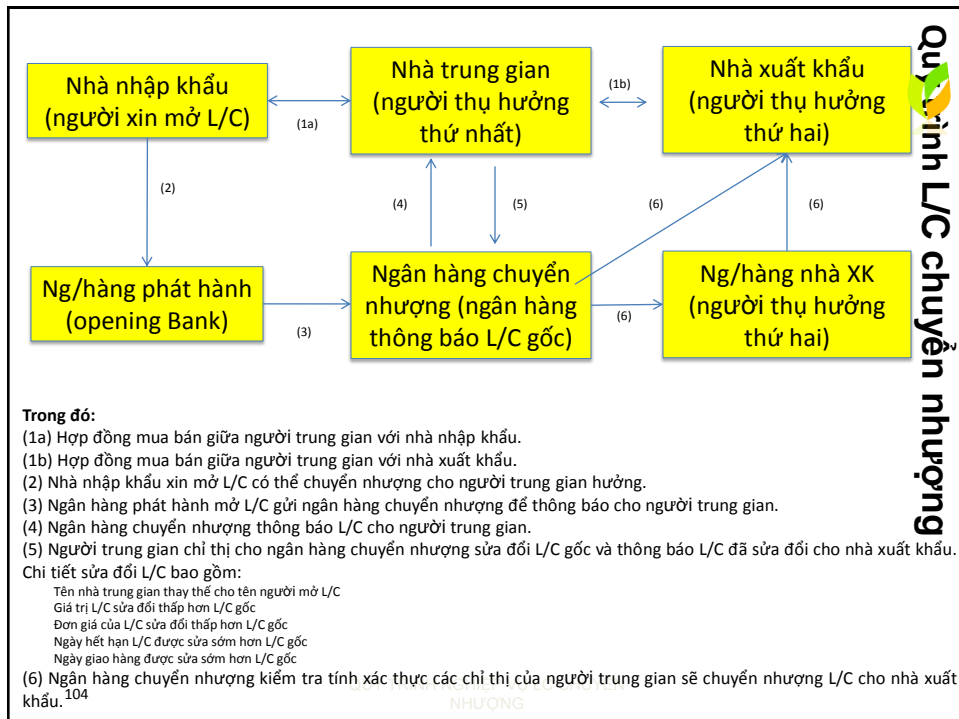 Quy trình L/C chuyển nhượng
Nhà nhập khẩu
(người xin mở L/C)
(1a)
Nhà trung gian
(người thụ hưởng
thứ nhất)
(1b)
Nhà xuất khẩu
(người thụ hưởng
thứ hai)
(2)
(4)
(5)
(6)
(6)
Ng/hàng phát hành
(opening Bank)
(3)
Ngân hàng chuyển
nhượng (ngân hàng
thông báo L/C gốc)
(6)
Ng/hàng nhà XK
(người thụ hưởng
thứ hai)
Trong đó:
(1a) Hợp đồng mua bán giữa người trung gian với nhà nhập khẩu.
(1b) Hợp đồng mua bán giữa người trung gian với nhà xuất khẩu.
(2) Nhà nhập khẩu xin mở L/C có thể chuyển nhượng cho người trung gian hưởng.
(3) Ngân hàng phát hành mở L/C gửi ngân hàng chuyển nhượng để thông báo cho người trung gian.
(4) Ngân hàng chuyển nhượng thông báo L/C cho người trung gian.
(5) Người trung gian chỉ thị cho ngân hàng chuyển nhượng sửa đổi L/C gốc và thông báo L/C đã sửa đổi cho nhà xuất khẩu.
Chi tiết sửa đổi L/C bao gồm:
Tên nhà trung gian thay thế cho tên người mở L/C
Giá trị L/C sửa đổi thấp hơn L/C gốc
Đơn giá của L/C sửa đổi thấp hơn L/C gốc
Ngày hết hạn L/C được sửa sớm hơn L/C gốc
Ngày giao hàng được sửa sớm hơn L/C gốc
(6) Ngân hàng chuyển nhượng kiểm tra tính xác thực các chỉ thị của người trung gian sẽ chuyển nhượng L/C cho nhà xuất
khẩu.
104
QUY TRÌNH NGHIỆP VỤ LC CHUYỂN
NHƯỢNG